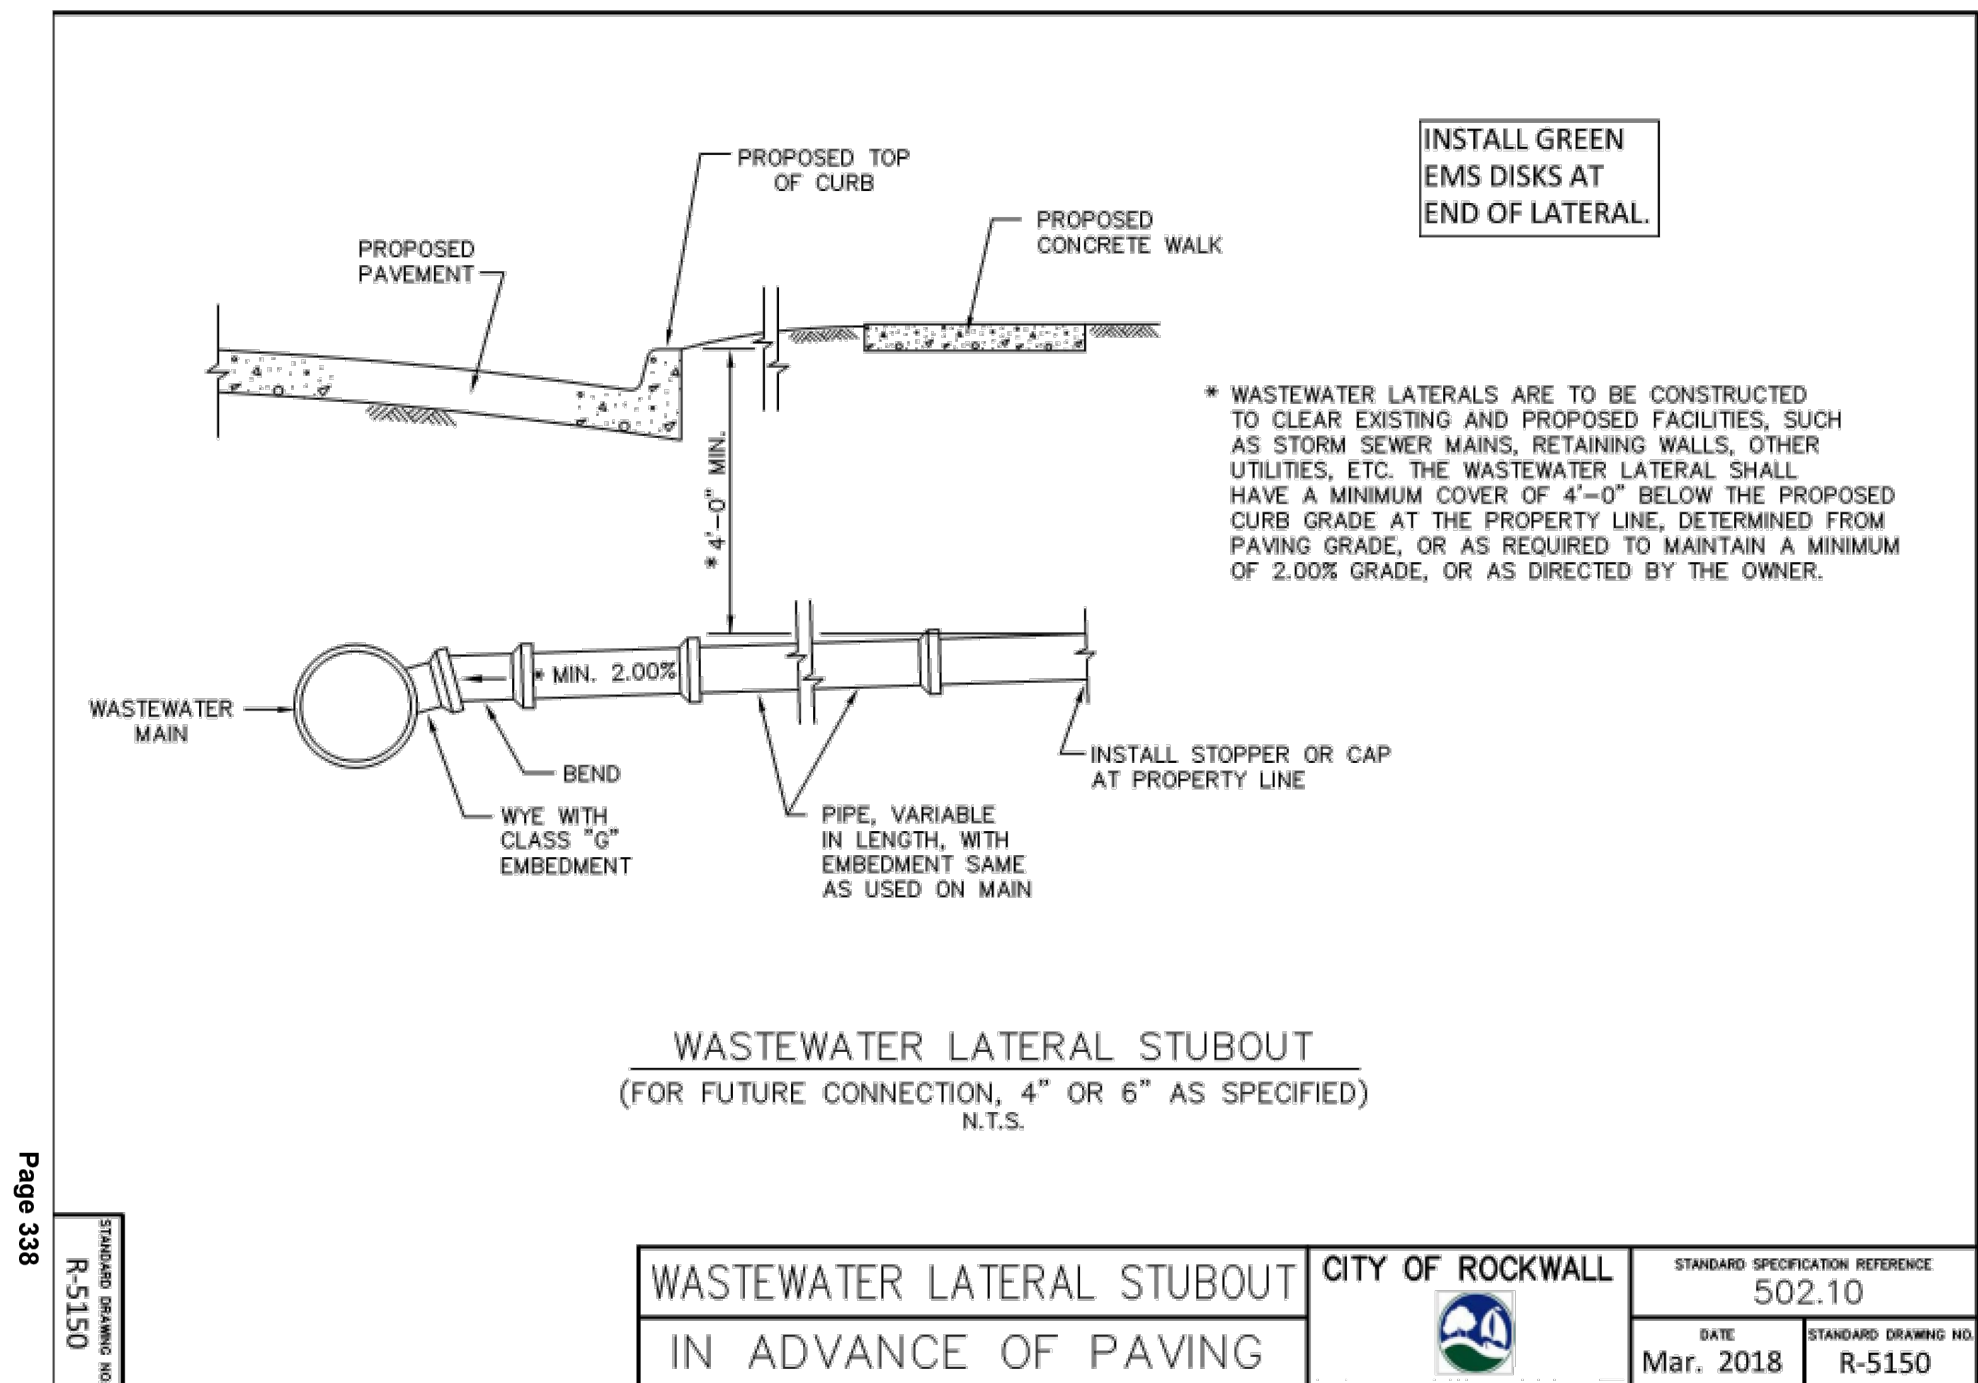 INSTALL GREEN
EMS DISKS AT
END OF LATERAL.
PROPOSED TOP
OF CURB
PROPOSED
CONCRETE WALK
PROPOSED
PAVEMENT
* 4'-0" MIN.
* WASTEWATER LATERALS ARE TO BE CONSTRUCTED
TO CLEAR EXISTING AND PROPOSED FACILITIES, SUCH
AS STORM SEWER MAINS, RETAINING WALLS, OTHER
UTILITIES, ETC. THE WASTEWATER LATERAL SHALL
HAVE A MINIMUM COVER OF 4'-0" BELOW THE PROPOSED
CURB GRADE AT THE PROPERTY LINE, DETERMINED FROM
PAVING GRADE, OR AS REQUIRED TO MAINTAIN A MINIMUM
OF 2.00% GRADE, OR AS DIRECTED BY THE OWNER.
* MIN. 2.00%
WASTEWATER
MAIN
BEND
WYE WITH
CLASS "G"
EMBEDMENT
PIPE, VARIABLE
IN LENGTH, WITH
EMBEDMENT SAME
AS USED ON MAIN
INSTALL STOPPER OR CAP
AT PROPERTY LINE
WASTEWATER LATERAL STUBOUT
(FOR FUTURE CONNECTION, 4" OR 6" AS SPECIFIED)
N.T.S.
Page 338
STANDARD DRAWING NO.
R-5150
WASTEWATER LATERAL STUBOUT
IN ADVANCE OF PAVING
CITY OF ROCKWALL
STANDARD SPECIFICATION REFERENCE
502.10
DATE
Mar. 2018
STANDARD DRAWING NO.
R-5150